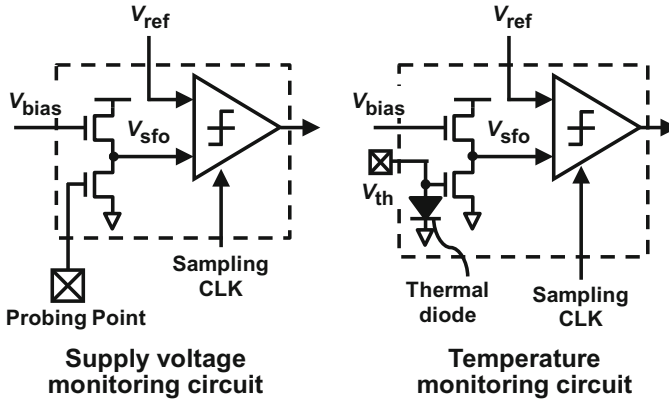 Vref
Vbias
Vsfo
Sampling
CLK
Probing Point
Supply voltage
monitoring circuit
Vref
Vbias
Vsfo
Vth
Thermal
diode
Sampling
CLK
Temperature
monitoring circuit